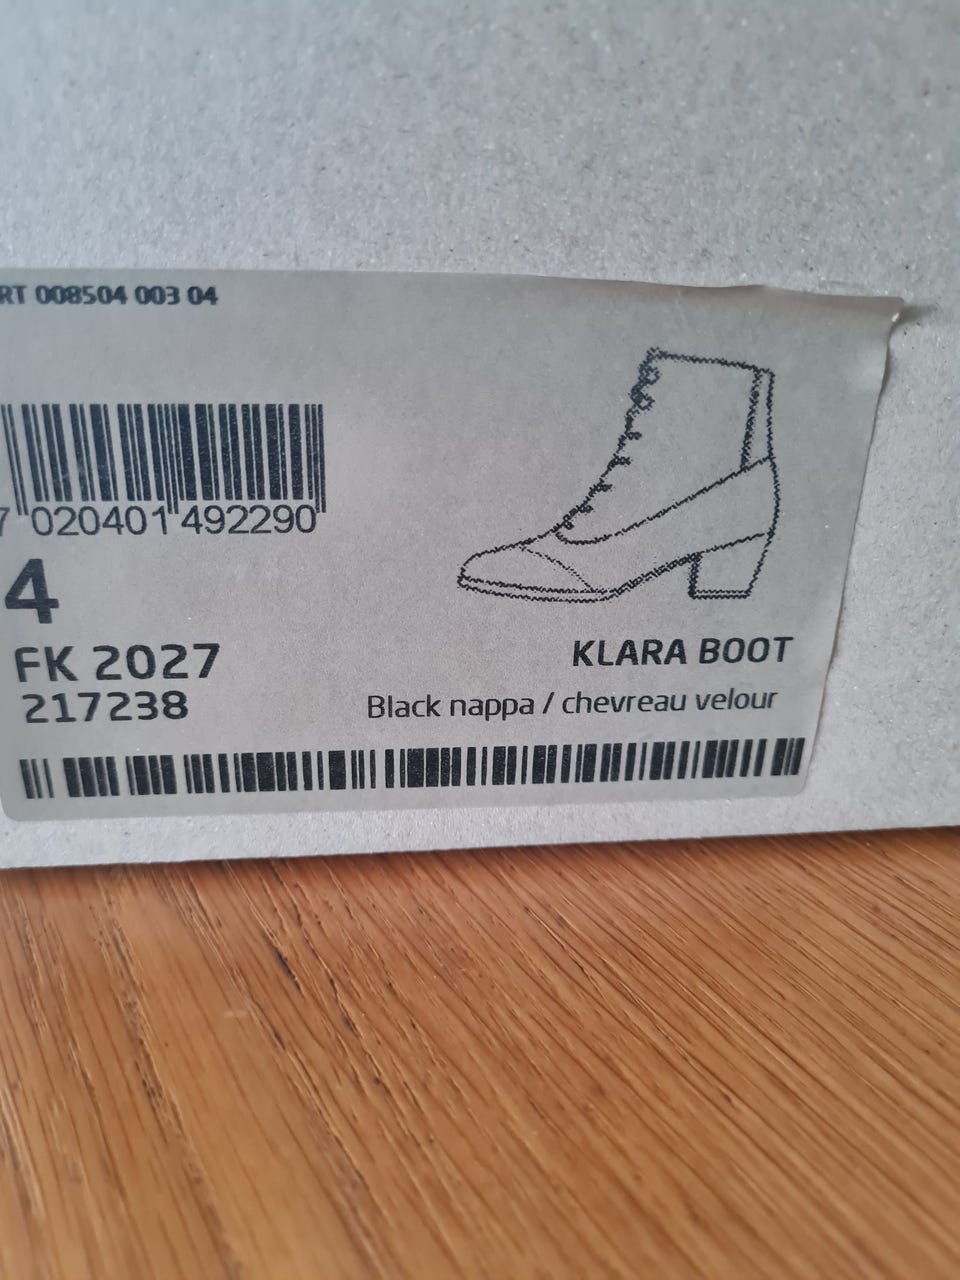 RT 008504 003 04
7 020401 492290
4
FK 2027
217238
KLARA BOOT
Black nappa / chevreau velour